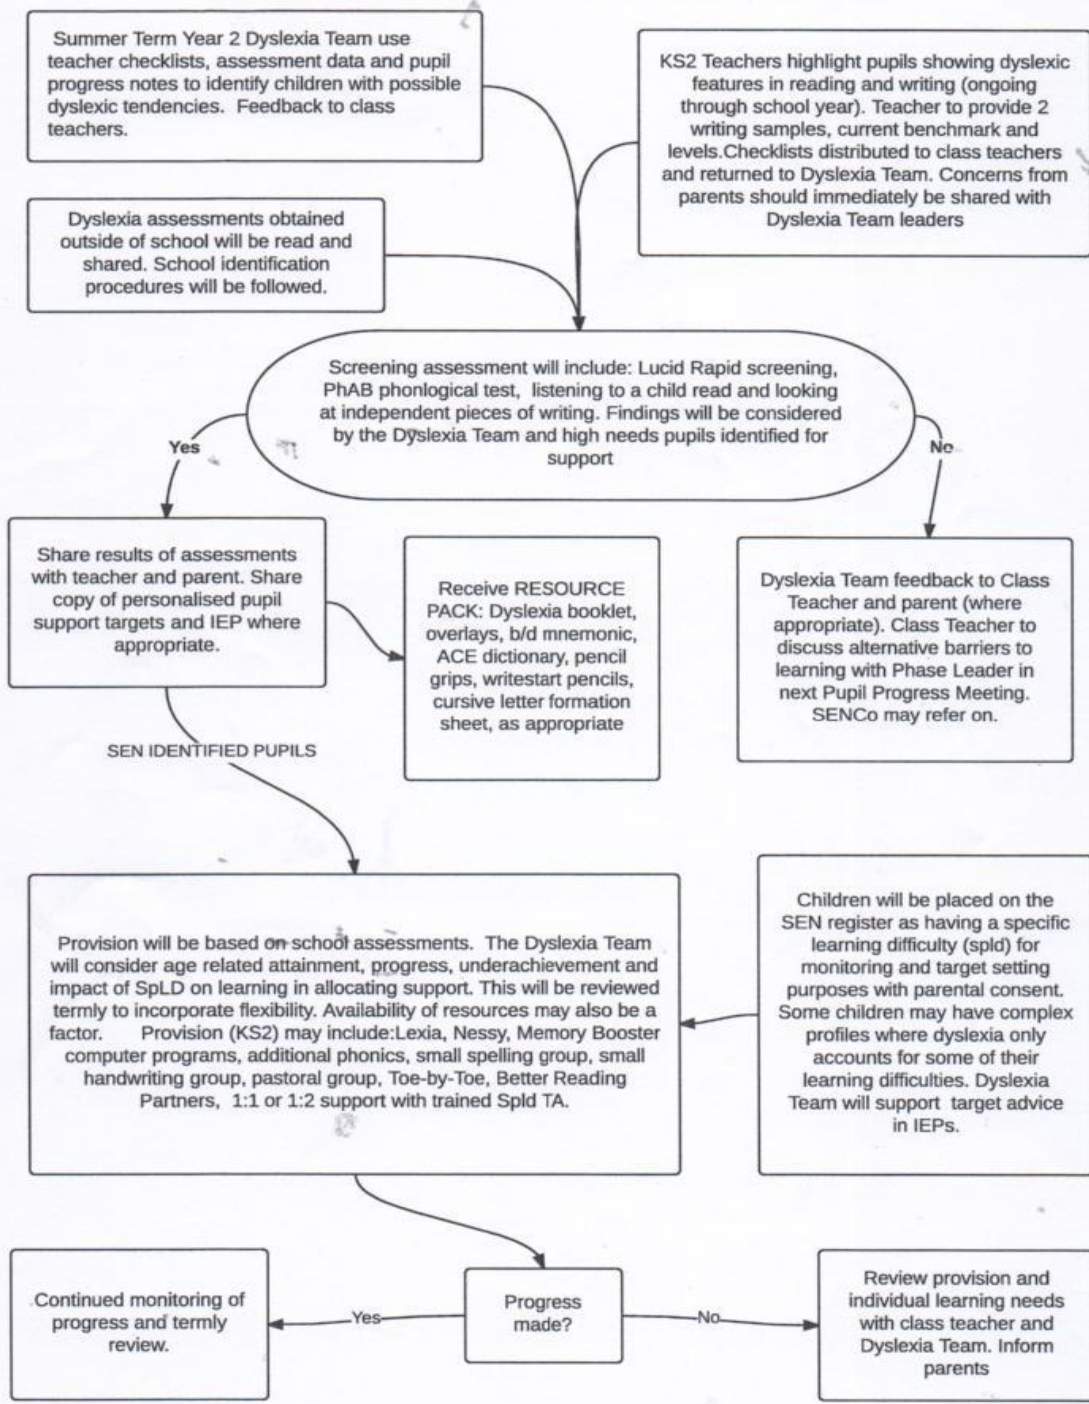 Summer Term Year 2 Dyslexia Team use
teacher checklists, assessment data and pupil
progress notes to identify children with possible
dyslexic tendencies.  Feedback to class
teachers.
KS2 Teachers highlight pupils showing dyslexic
features in reading and writing (ongoing
through school year). Teacher to provide 2
writing samples, current benchmark and
levels.Checklists distributed to class teachers
and returned to Dyslexia Team. Concerns from
parents should immediately be shared with
Dyslexia Team leaders
Dyslexia assessments obtained
outside of school will be read and
shared. School identification
procedures will be followed.
Screening assessment will include: Lucid Rapid screening,
PhAB phonlogical test,  listening to a child read and looking
at independent pieces of writing. Findings will be considered
by the Dyslexia Team and high needs pupils identified for
support
Yes
No
Share results of assessments
with teacher and parent. Share
copy of personalised pupil
support targets and IEP where
appropriate.
Receive RESOURCE
PACK: Dyslexia booklet,
overlays, b/d mnemonic,
ACE dictionary, pencil
grips, writestart pencils,
cursive letter formation
sheet, as appropriate
Dyslexia Team feedback to Class
Teacher and parent (where
appropriate). Class Teacher to
discuss alternative barriers to
learning with Phase Leader in
next Pupil Progress Meeting.
SENCo may refer on.
SEN IDENTIFIED PUPILS
Provision will be based on school assessments.  The Dyslexia Team
will consider age related attainment, progress, underachievement and
impact of SpLD on learning in allocating support. This will be reviewed
termly to incorporate flexibility. Availability of resources may also be a
factor.      Provision (KS2) may include:Lexia, Nessy, Memory Booster
computer programs, additional phonics, small spelling group, small
handwriting group, pastoral group, Toe-by-Toe, Better Reading
Partners,  1:1 or 1:2 support with trained Spld TA.
Children will be placed on the
SEN register as having a specific
learning difficulty (spld) for
monitoring and target setting
purposes with parental consent.
Some children may have complex
profiles where dyslexia only
accounts for some of their
learning difficulties. Dyslexia
Team will support  target advice
in IEPs.
Continued monitoring of
progress and termly
review.
Yes
Progress
made?
No
Review provision and
individual learning needs
with class teacher and
Dyslexia Team. Inform
parents